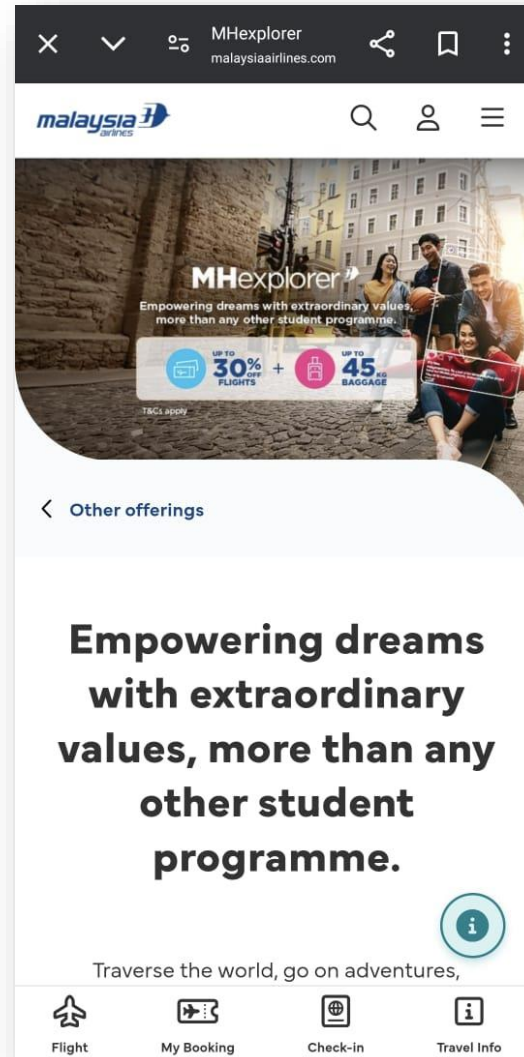 MHexplorer
malaysiaairlines.com
malaysia
airlines
MHexplorer
Empowering dreams with extraordinary values,
more than any other student programme.
UP TO
30% OFF
FLIGHTS
+
UP TO
45 KG
BAGGAGE
T&Cs apply
Other offerings
Empowering dreams
with extraordinary
values, more than any
other student
programme.
i
Traverse the world, go on adventures,
Flight
My Booking
Check-in
Travel Info